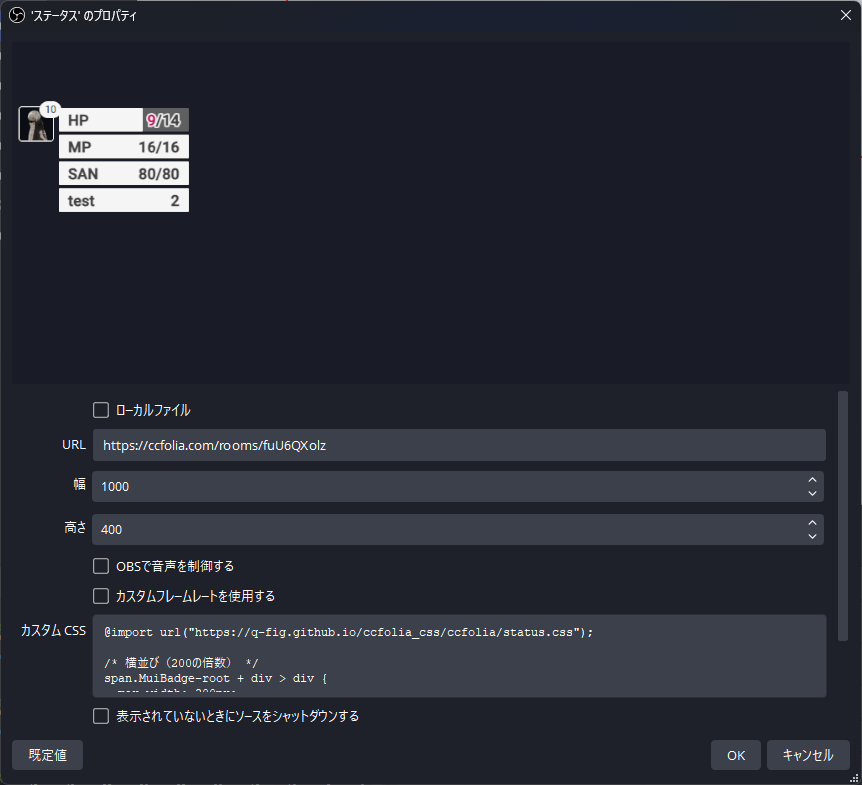 'ステータス' のプロパティ
10
HP 9/14
MP 16/16
SAN 80/80
test 2
ローカルファイル
URL https://ccfolia.com/rooms/fuU6QXolz
幅 1000
高さ 400
OBSで音声を制御する
カスタムフレームレートを使用する
カスタム CSS @import url("https://q-fig.github.io/ccfolia_css/ccfolia/status.css");
/* 横並び（200の倍数） */
span.MuiBadge-root + div > div {
表示されていないときにソースをシャットダウンする
既定値 OK キャンセル